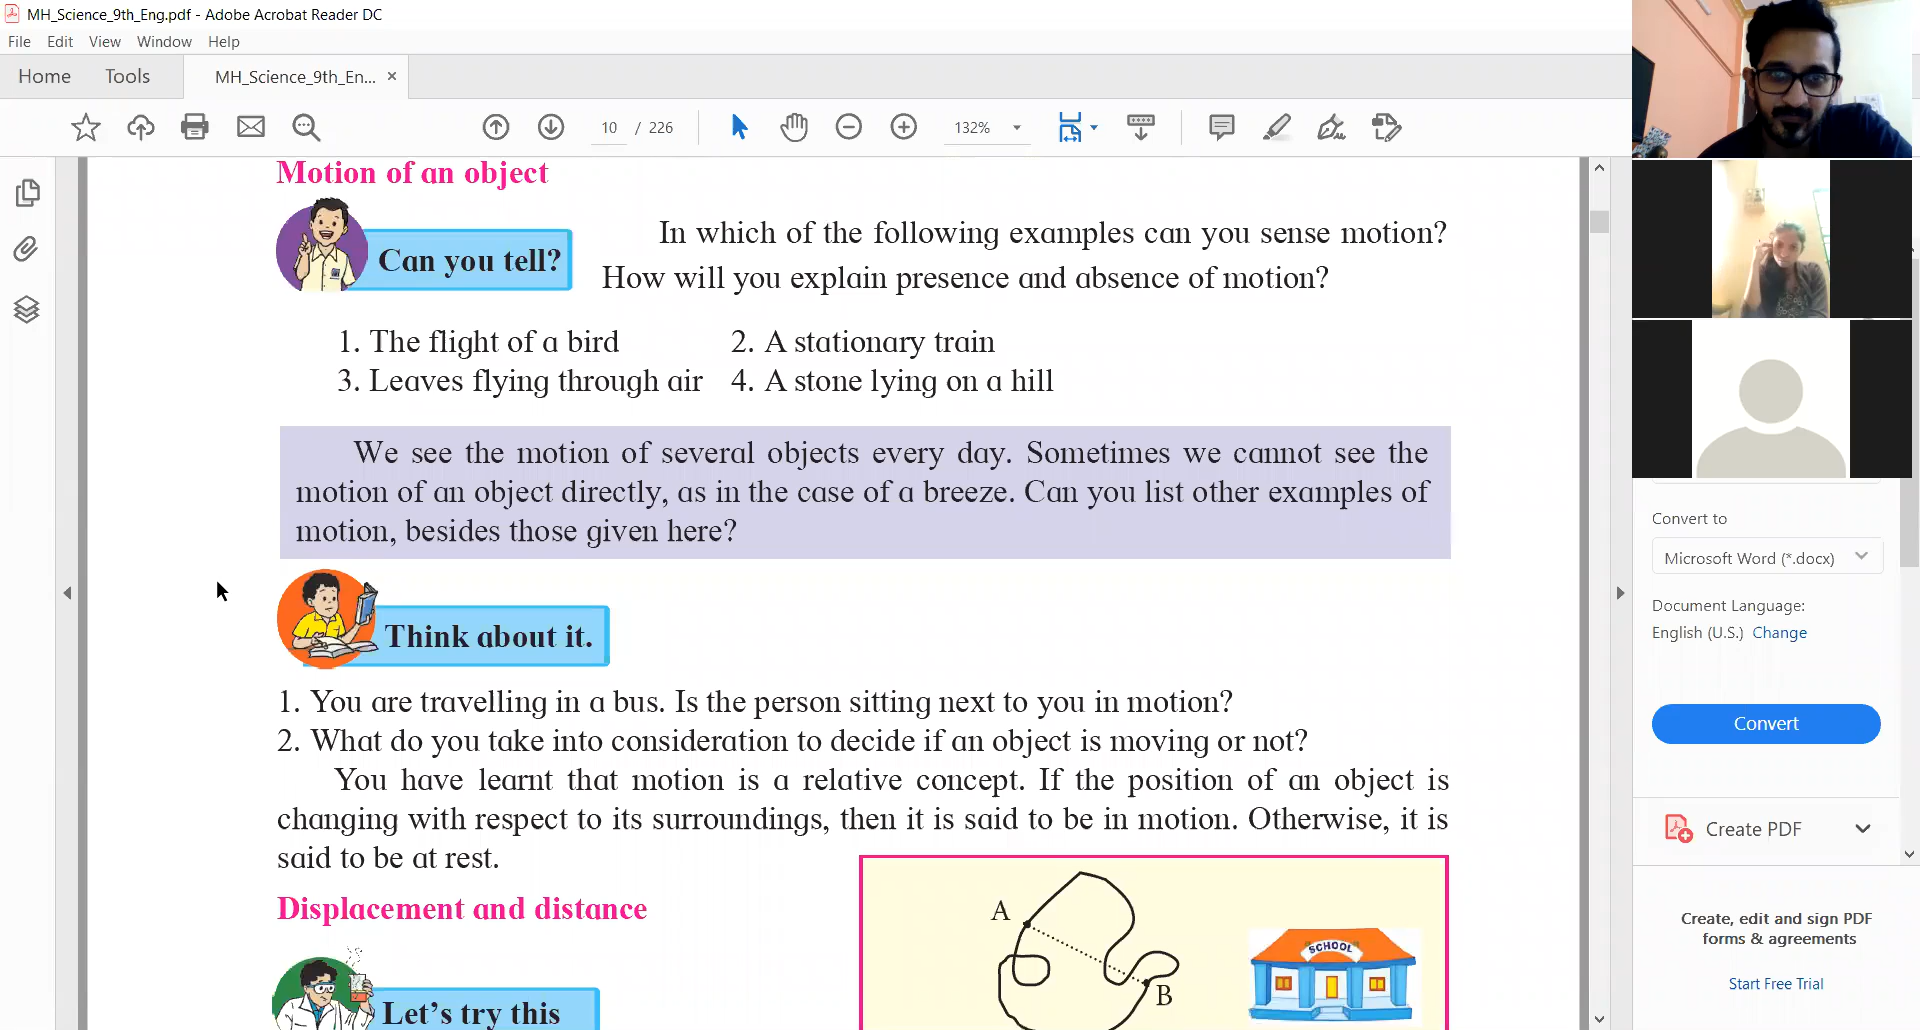 MH_Science_9th_Eng.pdf - Adobe Acrobat Reader DC
File Edit View Window Help
Home Tools MH_Science_9th_En... ×
10 / 226 132%
Motion of an object
Can you tell?
In which of the following examples can you sense motion?
How will you explain presence and absence of motion?
1. The flight of a bird 2. A stationary train
3. Leaves flying through air 4. A stone lying on a hill
We see the motion of several objects every day. Sometimes we cannot see the
motion of an object directly, as in the case of a breeze. Can you list other examples of
motion, besides those given here?
Think about it.
1. You are travelling in a bus. Is the person sitting next to you in motion?
2. What do you take into consideration to decide if an object is moving or not?
You have learnt that motion is a relative concept. If the position of an object is
changing with respect to its surroundings, then it is said to be in motion. Otherwise, it is
said to be at rest.
Displacement and distance
Let's try this
A
B
SCHOOL
Convert to
Microsoft Word (*.docx)
Document Language:
English (U.S.) Change
Convert
Create PDF
Create, edit and sign PDF
forms & agreements
Start Free Trial